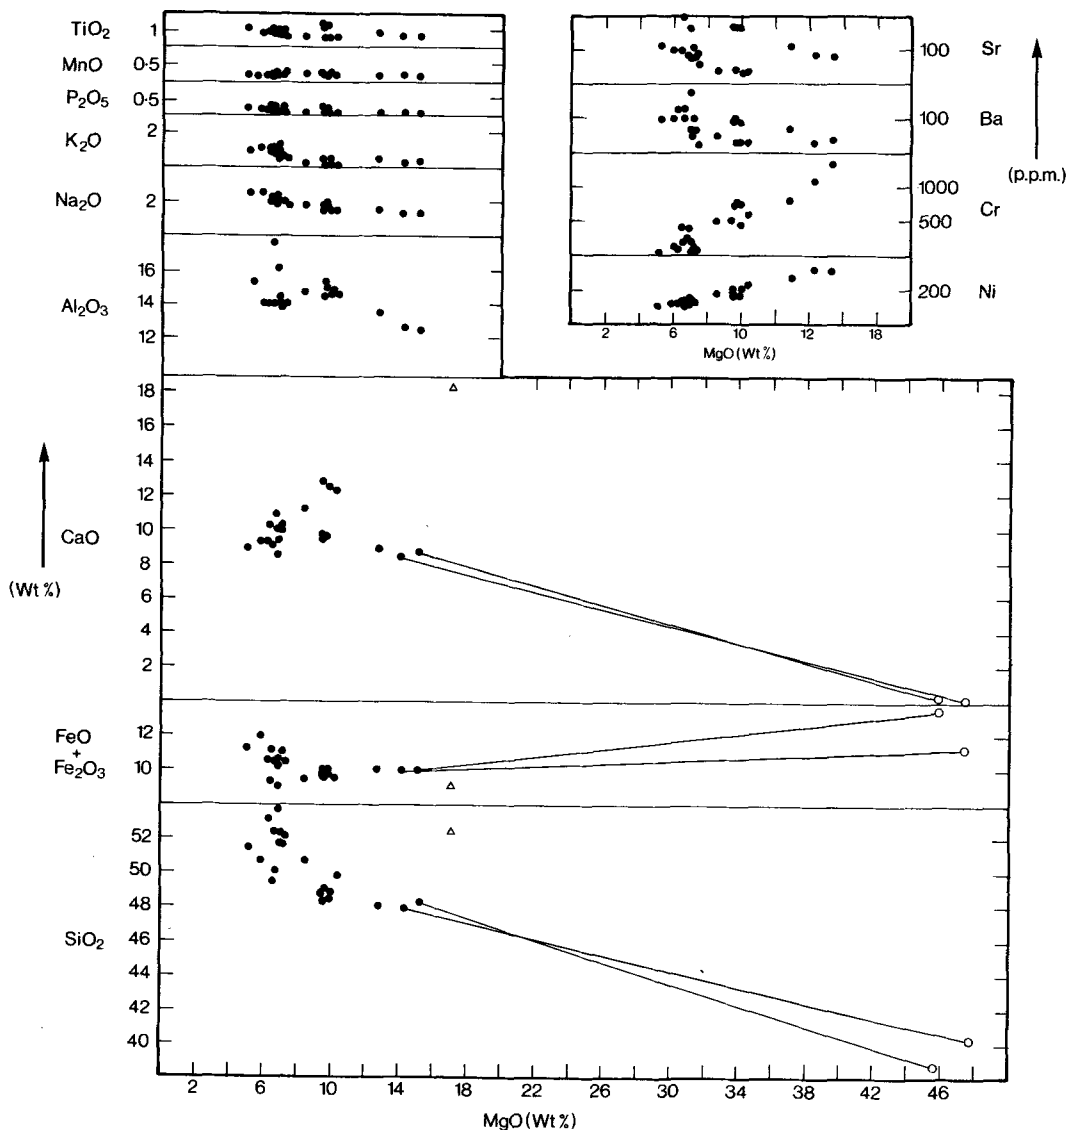 TiO2 1
MnO 0·5
P2O5 0·5
K2O 2
Na2O 2
Al2O3 16 14 12
100 Sr
100 Ba
1000 500 Cr
200 Ni
(p.p.m.)
2 6 10 14 18
MgO (Wt %)
CaO 18 16 14 12 10 8 6 4 2
(Wt %)
FeO + Fe2O3 12 10
SiO2 52 50 48 46 44 42 40
2 6 10 14 18 22 26 30 34 38 42 46
MgO (Wt %)